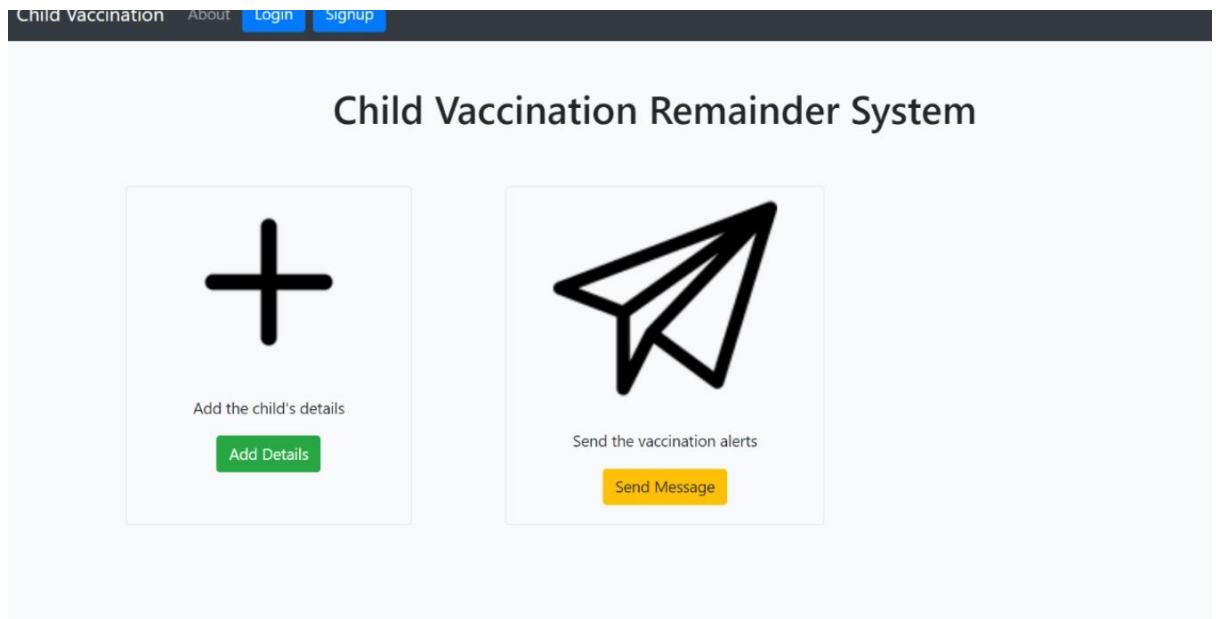 Child Vaccination About Login Signup
Child Vaccination Remainder System
Add the child's details
Add Details
Send the vaccination alerts
Send Message